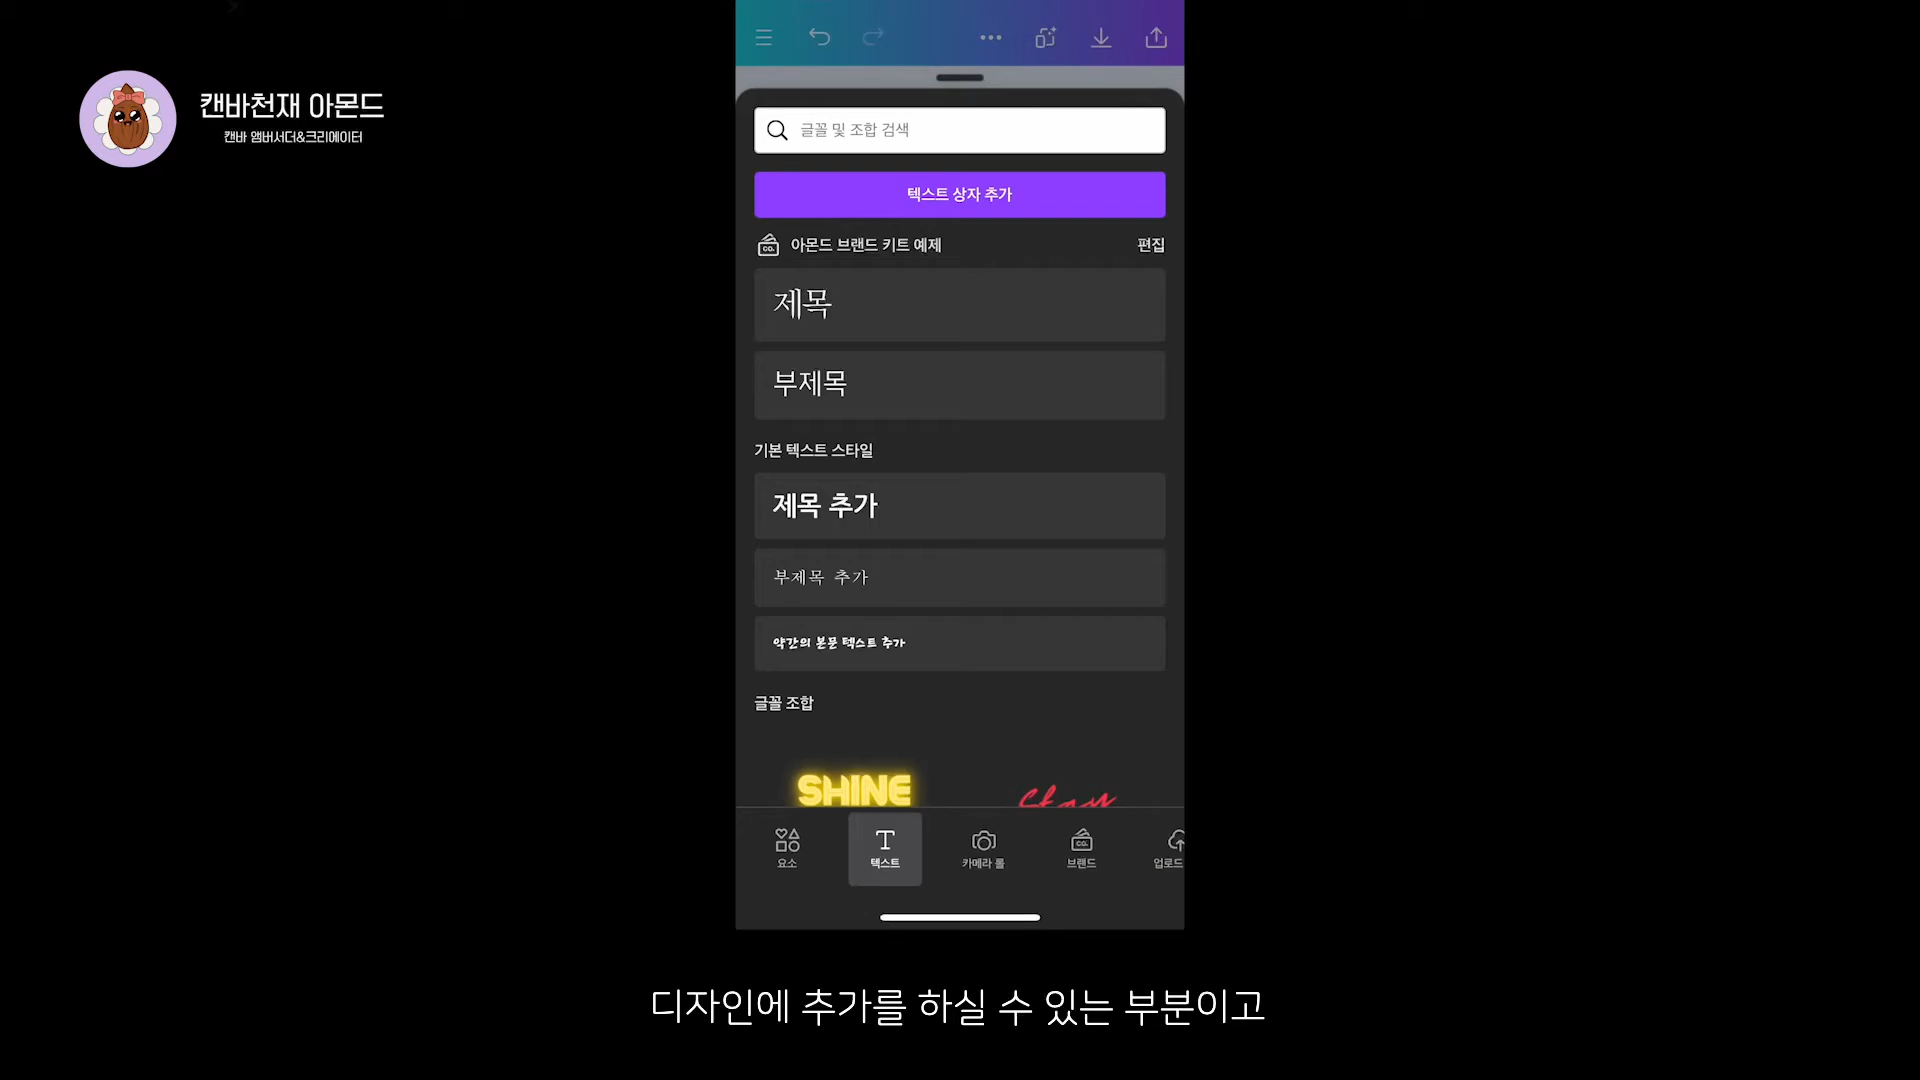 캔바천재 아몬드
캔바 앰버서더&크리에이터
글꼴 및 조합 검색
텍스트 상자 추가
CO.
아몬드 브랜드 키트 예제
편집
제목
부제목
기본 텍스트 스타일
제목 추가
부제목 추가
약간의 본문 텍스트 추가
글꼴 조합
SHINE
요소
텍스트
카메라 롤
CO.
브랜드
업로드
디자인에 추가를 하실 수 있는 부분이고